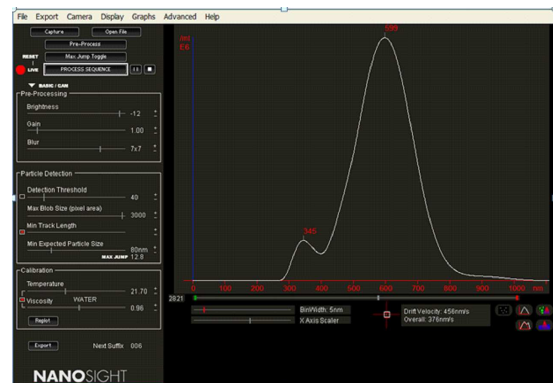 File Export Camera Display Graphs Advanced Help
Capture Open File
Pre-Process
RESET Max Jump Toggle
LIVE PROCESS SEQUENCE
BASIC / CAN
Pre-Processing
Brightness
-12
Gain
1.00
Blur
7x7
Particle Detection
Detection Threshold
40
Max Blob Size (pixel area)
3000
Min Track Length
Min Expected Particle Size
80nm
MAX JUMP 12.8
Calibration
Temperature
21.70
Viscosity WATER
0.96
Replot
Export Next Suffix 006
NANOSIGHT
E6
599
345
0 100 200 300 400 500 600 700 800 900 1000 nm
2821
BinWidth: 5nm
X Axis Scaler
Drift Velocity: 456nm/s
Overall: 376nm/s